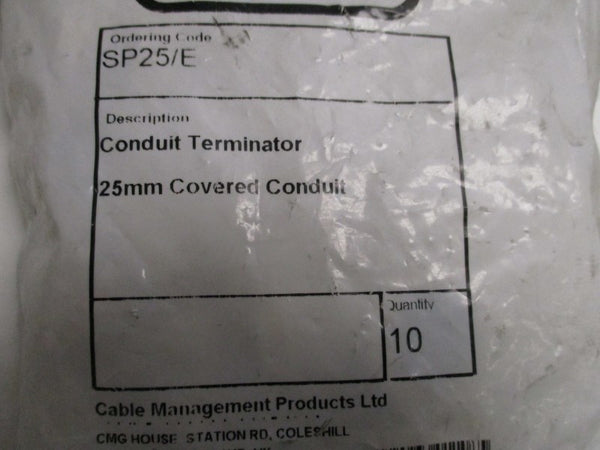 Ordering Code
SP25/E
Description
Conduit Terminator
25mm Covered Conduit
Quantity
10
Cable Management Products Ltd
CMG HOUSE STATION RD, COLESHILL